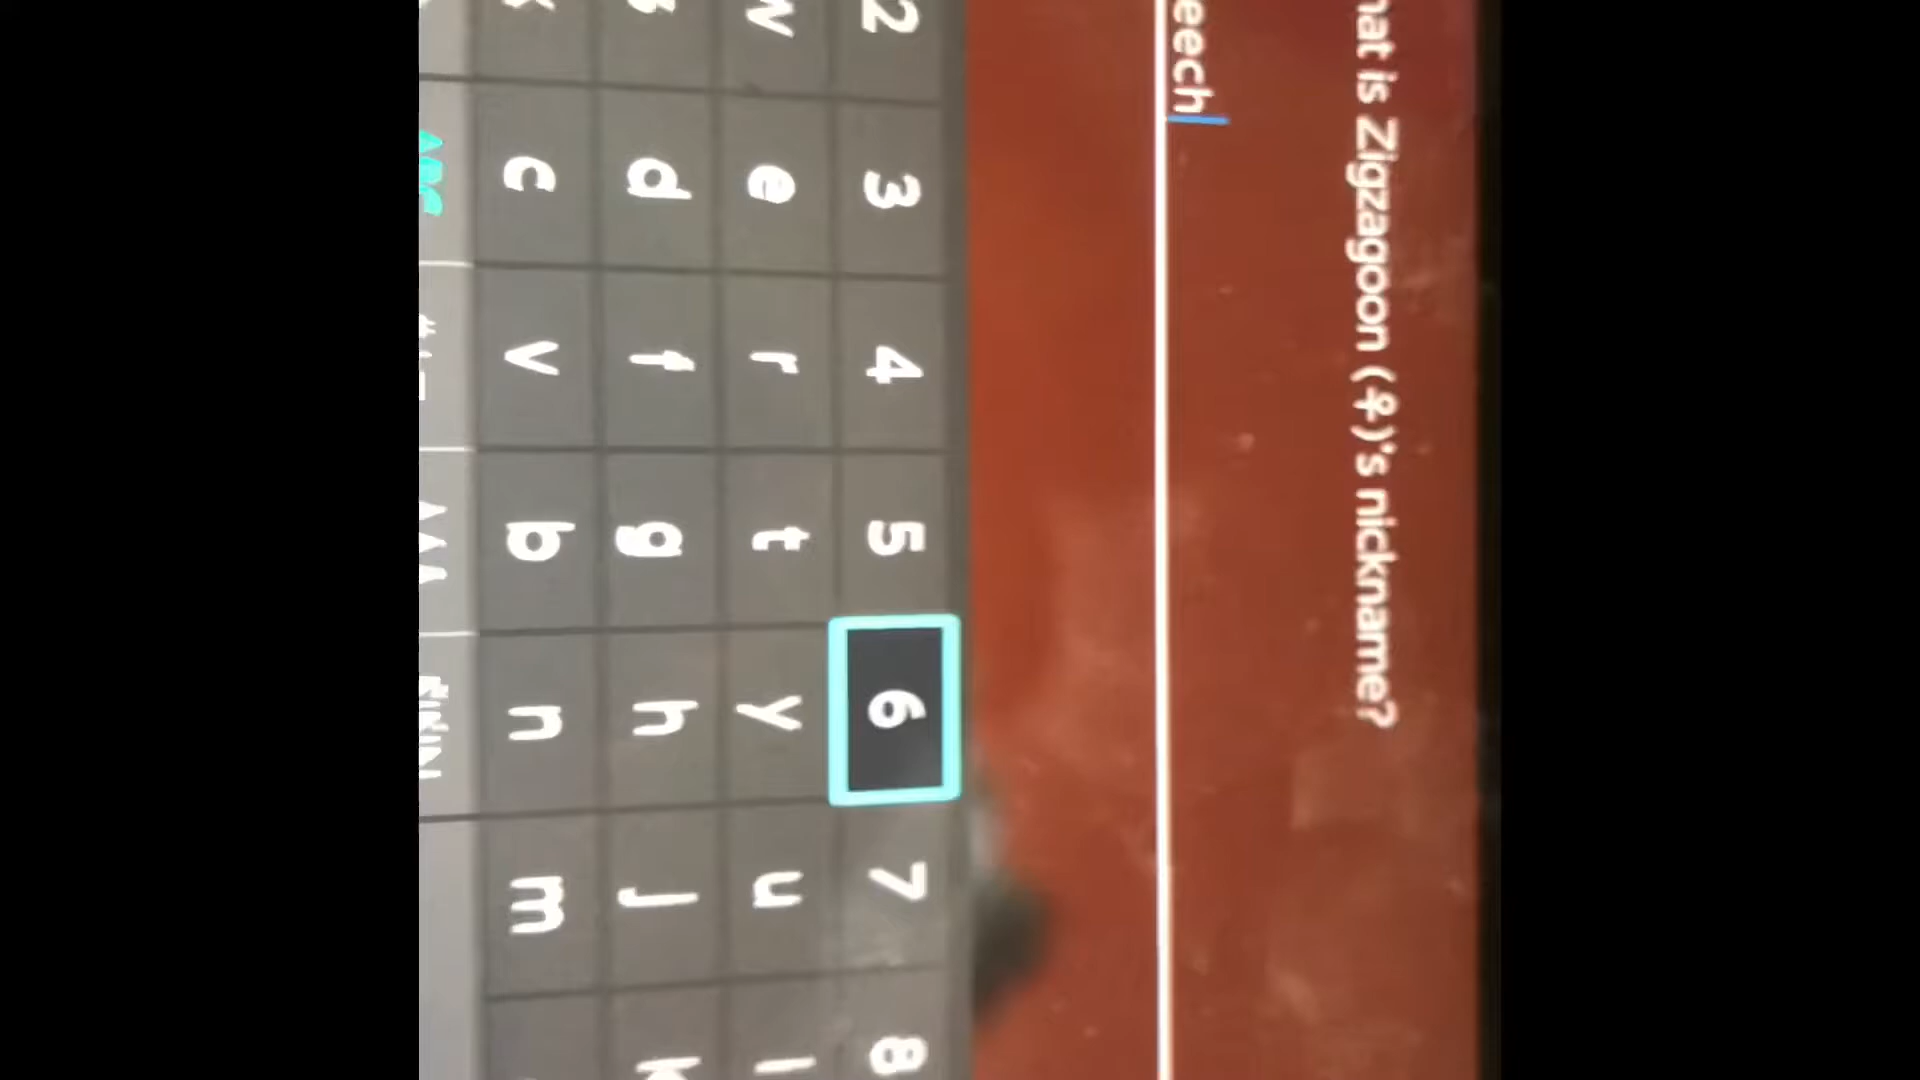 hat is Zigzagoon (♀)'s nickname?
eech
2 3 4 5 6 7 8
w e r t y u i
d f g h j k
c v b n m